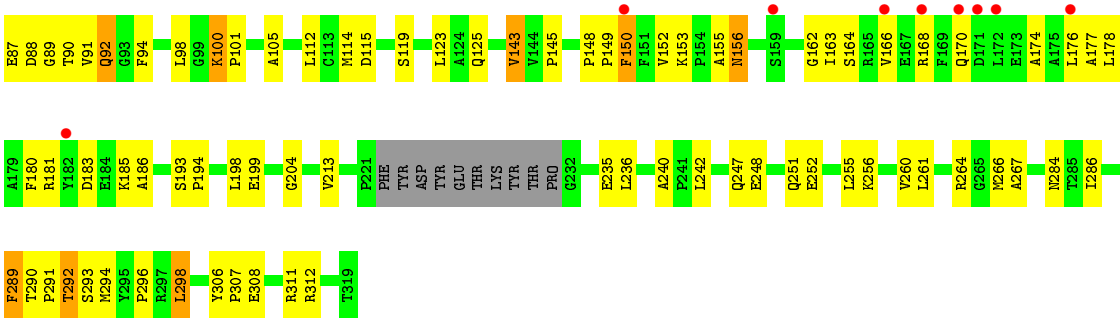 E87 D88 G89 T90 V91 Q92 G93 F94 L98 G99 K100 P101 A105 L112 C113 M114 D115 S119 L123 A124 Q125 V143 V144 P145 P148 P149 F150 F151 V152 K153 P154 A155 N156 S159 G162 I163 S164 R165 V166 E167 R168 F169 Q170 D171 L172 E173 A174 A175 L176 A177 L178
A179 F180 R181 Y182 D183 E184 K185 A186 S193 P194 L198 E199 G204 V213 P221 PHE TYR ASP TYR GLU THR LYS TYR THR PRO G232 E235 L236 A240 P241 L242 Q247 E248 Q251 E252 L255 K256 V260 L261 R264 G265 M266 A267 N284 T285 I286
F289 T290 P291 T292 S293 M294 Y295 P296 R297 L298 Y306 P307 E308 R311 R312 T319